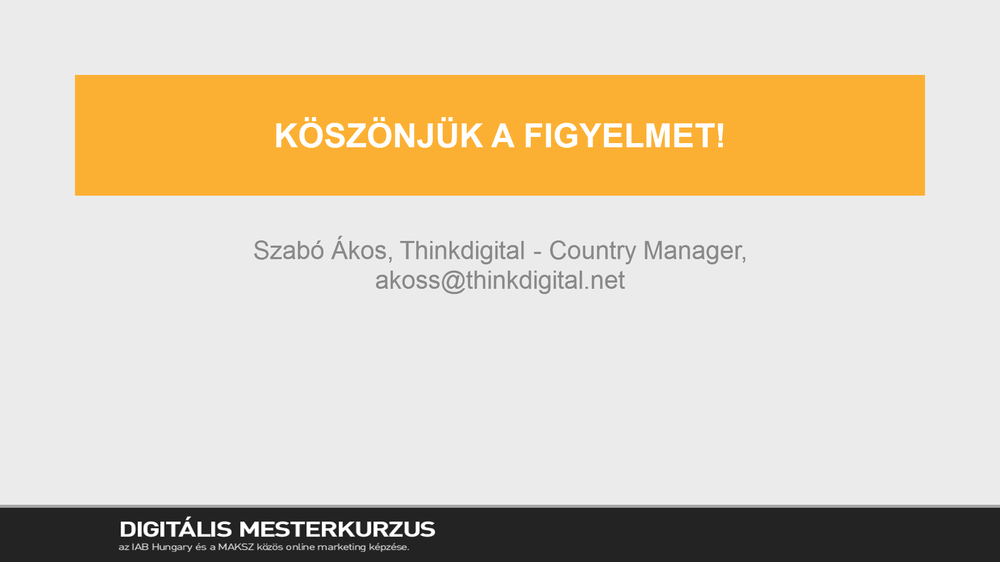 KÖSZÖNJÜK A FIGYELMET!
Szabó Ákos, Thinkdigital - Country Manager,
akoss@thinkdigital.net
DIGITÁLIS MESTERKURZUS
az IAB Hungary és a MAKSZ közös online marketing képzése.